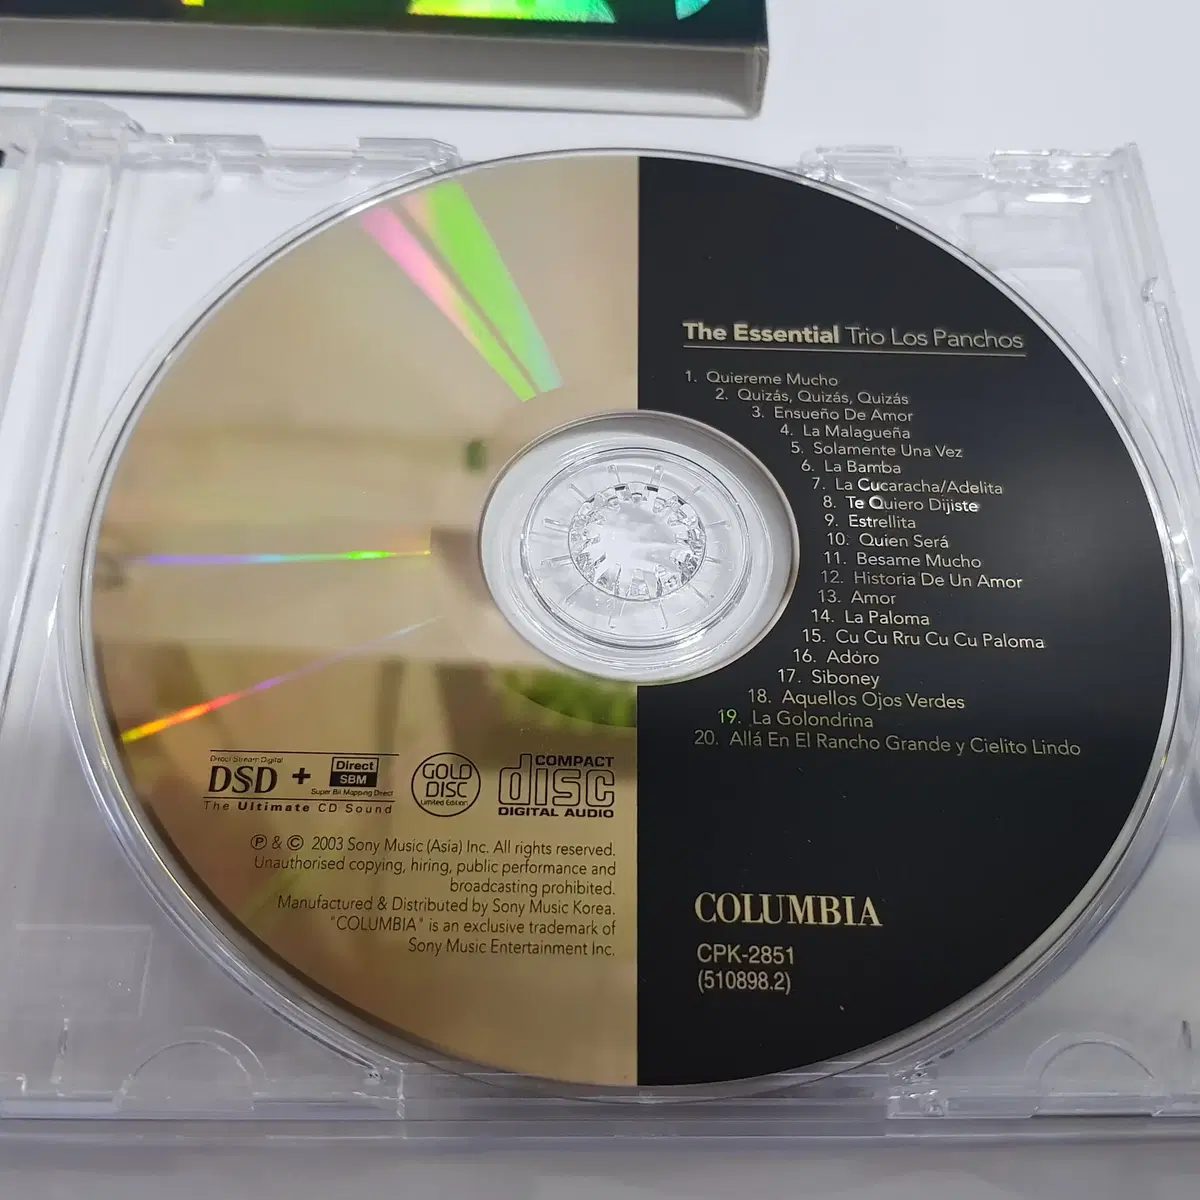 The Essential Trio Los Panchos
1. Quiereme Mucho
2. Quizás, Quizás, Quizás
3. Ensueño De Amor
4. La Malagueña
5. Solamente Una Vez
6. La Bamba
7. La Cucaracha/Adelita
8. Te Quiero Dijiste
9. Estrellita
10. Quien Será
11. Besame Mucho
12. Historia De Un Amor
13. Amor
14. La Paloma
15. Cu Cu Rru Cu Cu Paloma
16. Adóro
17. Siboney
18. Aquellos Ojos Verdes
19. La Golondrina
20. Allá En El Rancho Grande y Cielito Lindo
Direct Stream Digital
DSD + Direct SBM
Super Bit Mapping Direct
The Ultimate CD Sound
GOLD
DISC
Limited Edition
COMPACT
disc
DIGITAL AUDIO
Ⓟ & © 2003 Sony Music (Asia) Inc. All rights reserved.
Unauthorised copying, hiring, public performance and
broadcasting prohibited.
Manufactured & Distributed by Sony Music Korea.
"COLUMBIA" is an exclusive trademark of
Sony Music Entertainment Inc.
COLUMBIA
CPK-2851
(510898.2)